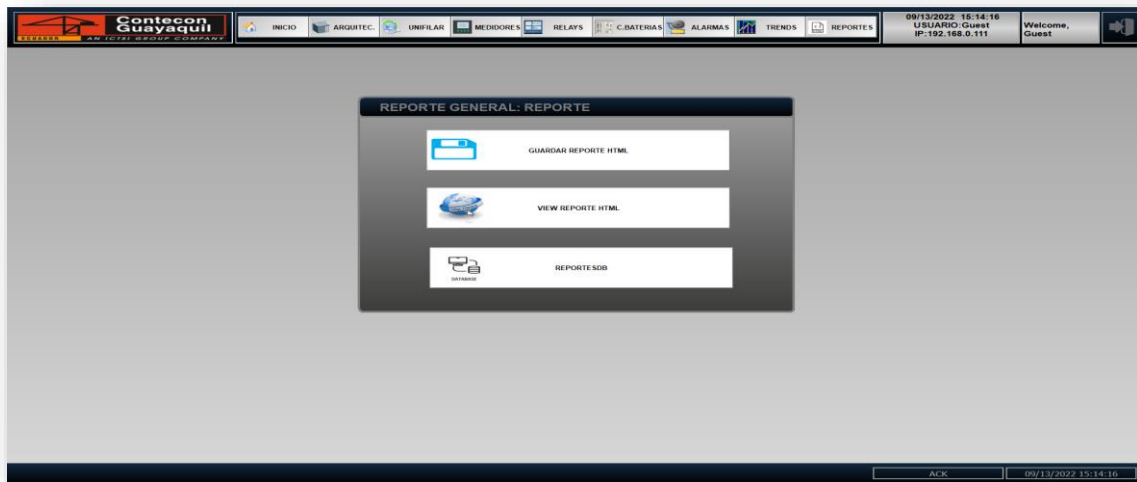 Contecon
Guayaquil
ECUADOR
AN ICTSI GROUP COMPANY
INICIO
ARQUITEC.
UNIFILAR
MEDIDORES
RELAYS
C.BATERIAS
ALARMAS
TRENDS
REPORTES
09/13/2022 15:14:16
USUARIO:Guest
IP:192.168.0.111
Welcome,
Guest
REPORTE GENERAL: REPORTE
GUARDAR REPORTE HTML
VIEW REPORTE HTML
DATABASE
REPORTESDB
ACK
09/13/2022 15:14:16